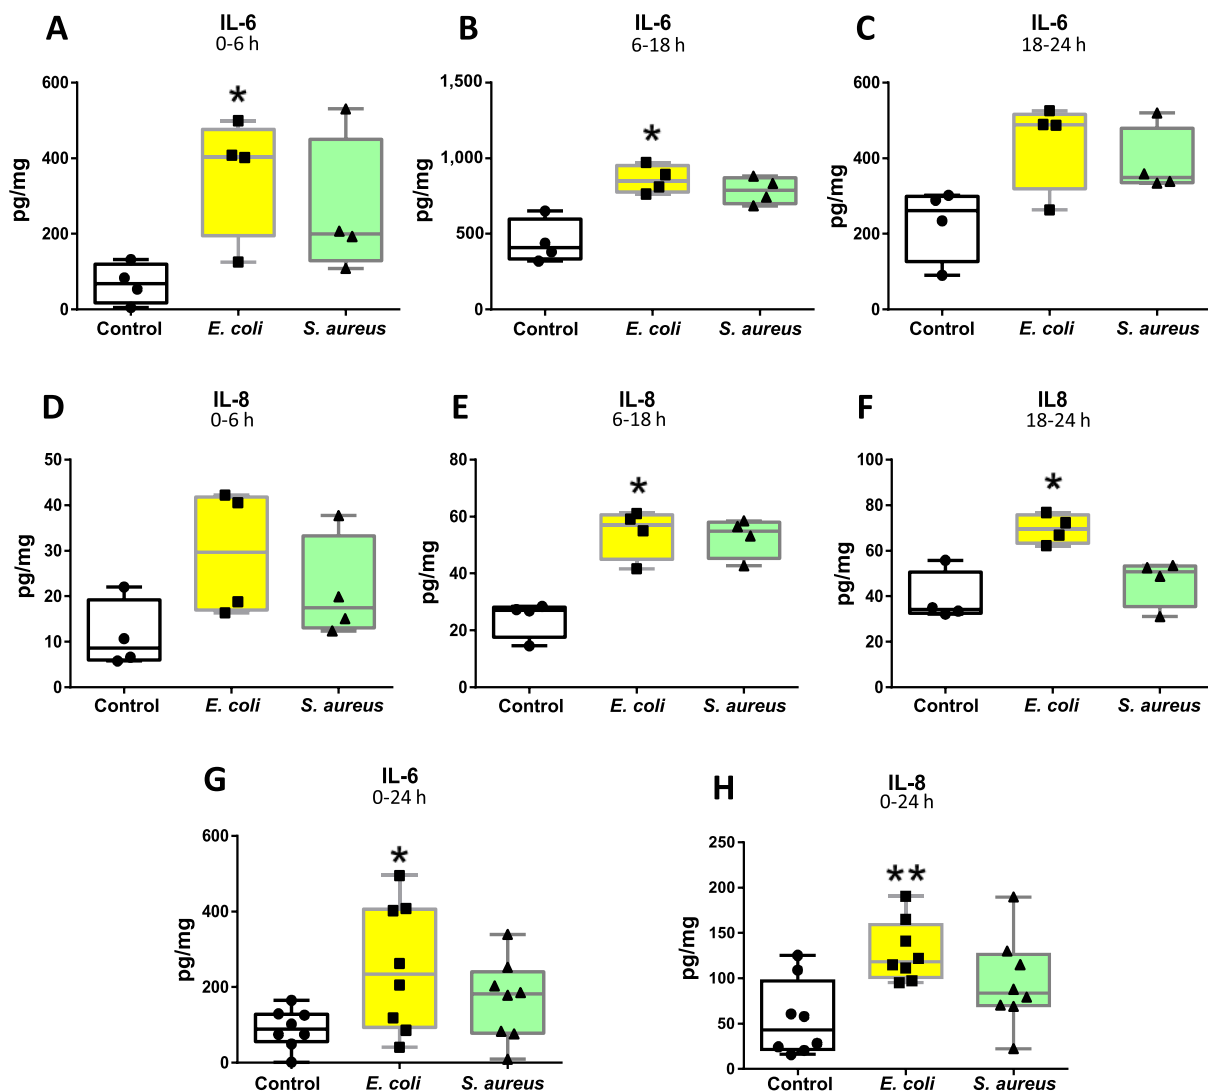 A
IL-6
0-6 h
B
IL-6
6-18 h
C
IL-6
18-24 h
600
400
200
0
pg/mg
*
Control
E. coli
S. aureus
1,500
1,000
500
0
pg/mg
*
Control
E. coli
S. aureus
600
400
200
0
pg/mg
Control
E. coli
S. aureus
D
IL-8
0-6 h
E
IL-8
6-18 h
F
IL8
18-24 h
50
40
30
20
10
0
pg/mg
Control
E. coli
S. aureus
80
60
40
20
0
pg/mg
*
Control
E. coli
S. aureus
100
80
60
40
20
0
pg/mg
*
Control
E. coli
S. aureus
G
IL-6
0-24 h
H
IL-8
0-24 h
600
400
200
0
pg/mg
*
Control
E. coli
S. aureus
250
200
150
100
50
0
pg/mg
**
Control
E. coli
S. aureus